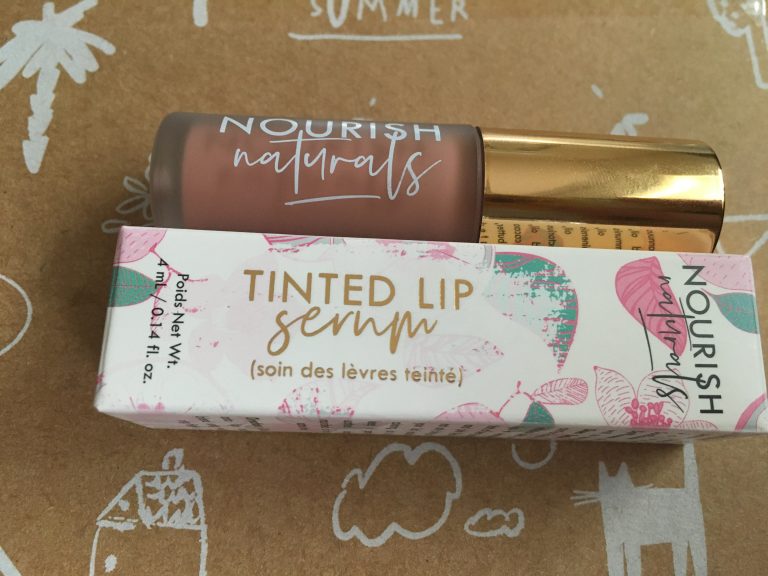 SUMMER
NOURISH
naturals
TINTED LIP
serum
(soin des lèvres teinté)
Poids Net Wt.
4 mL / 0.14 fl. oz.
NOURISH
naturals